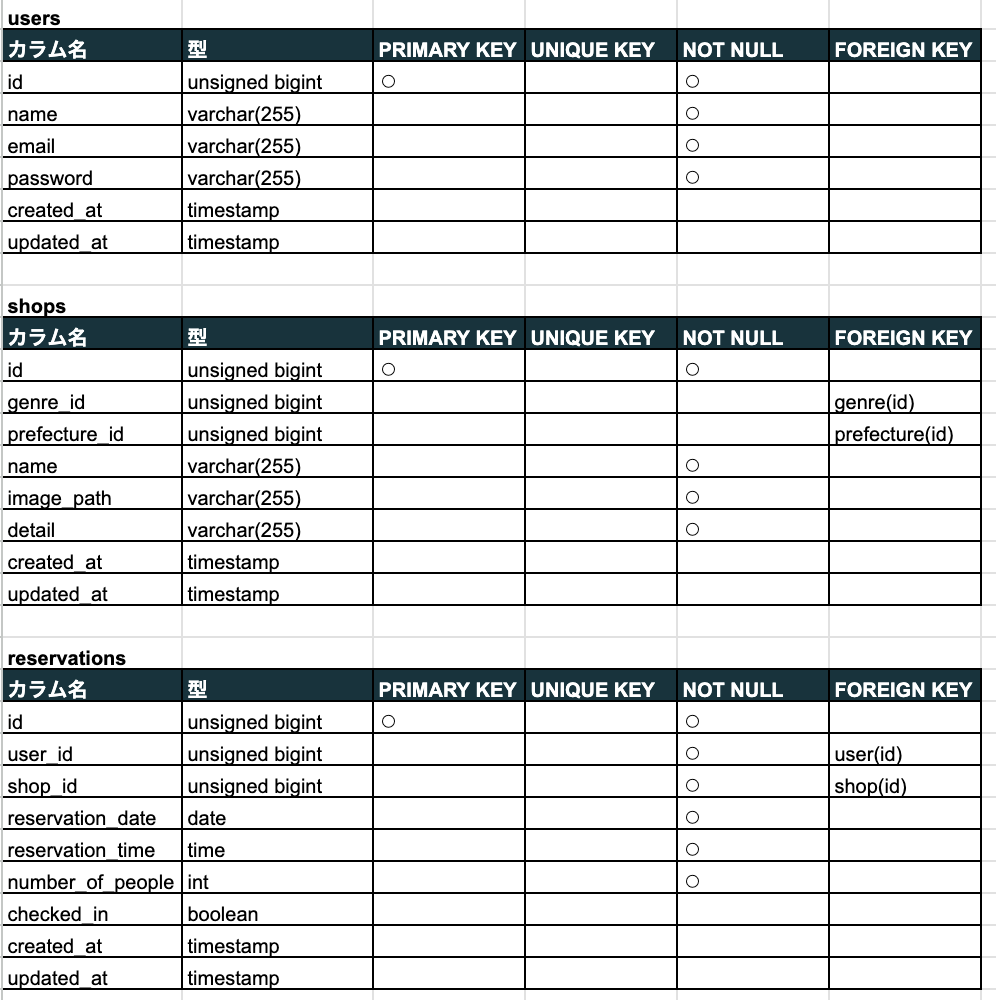 users
カラム名 型 PRIMARY KEY UNIQUE KEY NOT NULL FOREIGN KEY
id unsigned bigint ○ ○
name varchar(255) ○
email varchar(255) ○
password varchar(255) ○
created_at timestamp
updated_at timestamp
shops
カラム名 型 PRIMARY KEY UNIQUE KEY NOT NULL FOREIGN KEY
id unsigned bigint ○ ○
genre_id unsigned bigint genre(id)
prefecture_id unsigned bigint prefecture(id)
name varchar(255) ○
image_path varchar(255) ○
detail varchar(255) ○
created_at timestamp
updated_at timestamp
reservations
カラム名 型 PRIMARY KEY UNIQUE KEY NOT NULL FOREIGN KEY
id unsigned bigint ○ ○
user_id unsigned bigint ○ user(id)
shop_id unsigned bigint ○ shop(id)
reservation_date date ○
reservation_time time ○
number_of_people int ○
checked_in boolean
created_at timestamp
updated_at timestamp